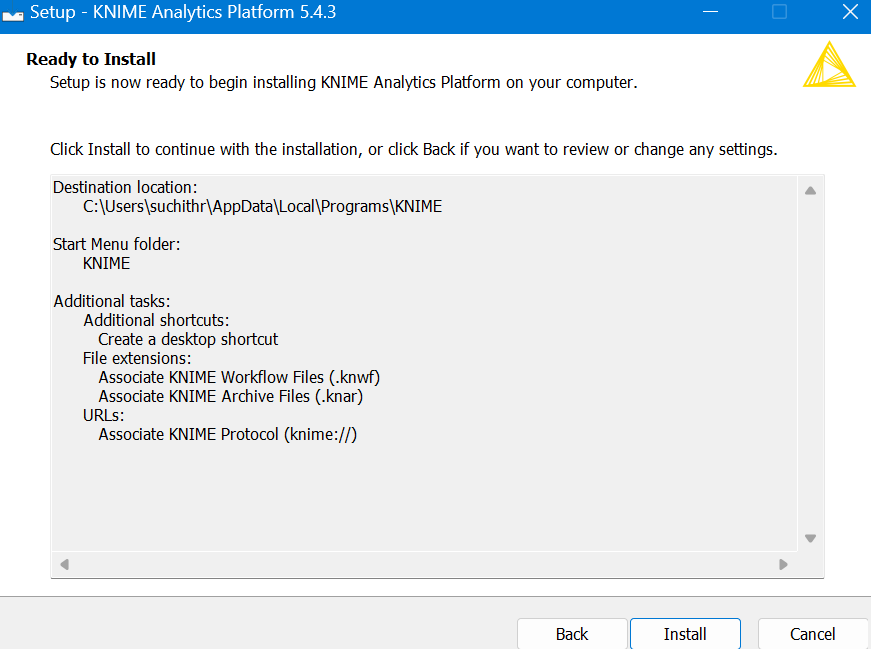 Setup - KNIME Analytics Platform 5.4.3
Ready to Install
Setup is now ready to begin installing KNIME Analytics Platform on your computer.
Click Install to continue with the installation, or click Back if you want to review or change any settings.
Destination location:
C:\Users\suchithr\AppData\Local\Programs\KNIME
Start Menu folder:
KNIME
Additional tasks:
Additional shortcuts:
Create a desktop shortcut
File extensions:
Associate KNIME Workflow Files (.knwf)
Associate KNIME Archive Files (.knar)
URLs:
Associate KNIME Protocol (knime://)
Back Install Cancel